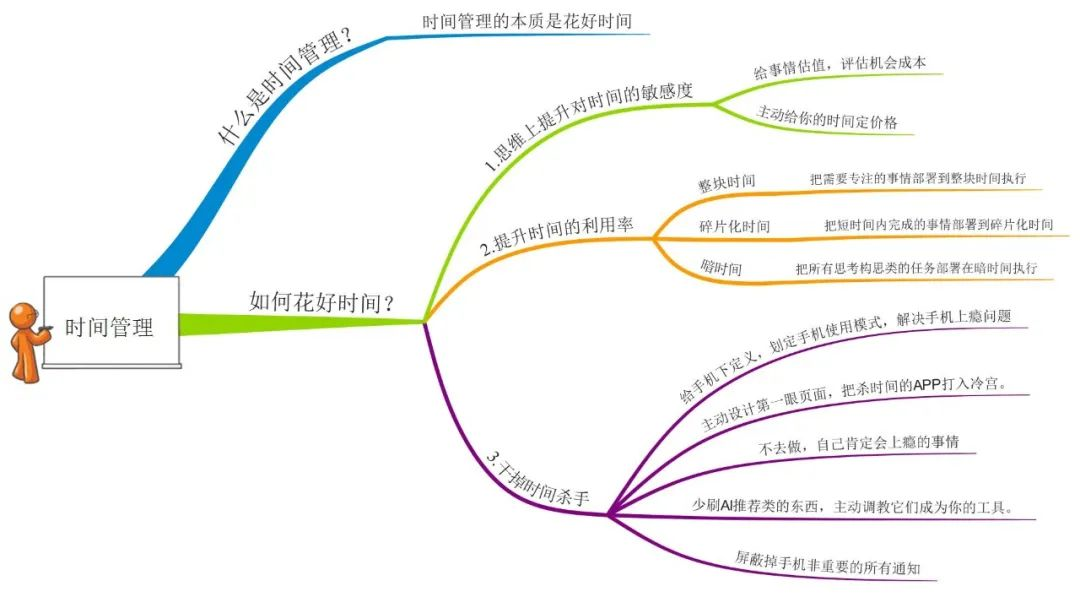 时间管理
什么是时间管理？
时间管理的本质是花好时间
如何花好时间？
1.思维上提升对时间的敏感度
给事情估值，评估机会成本
主动给你的时间定价格
2.提升时间的利用率
整块时间
把需要专注的事情部署到整块时间执行
碎片化时间
把短时间内完成的事情部署到碎片化时间
暗时间
把所有思考构思类的任务部署在暗时间执行
3.干掉时间杀手
给手机下定义，划定手机使用模式，解决手机上瘾问题
主动设计第一眼页面，把杀时间的APP打入冷宫。
不去做，自己肯定会上瘾的事情
少刷AI推荐类的东西，主动调教它们成为你的工具。
屏蔽掉手机非重要的所有通知